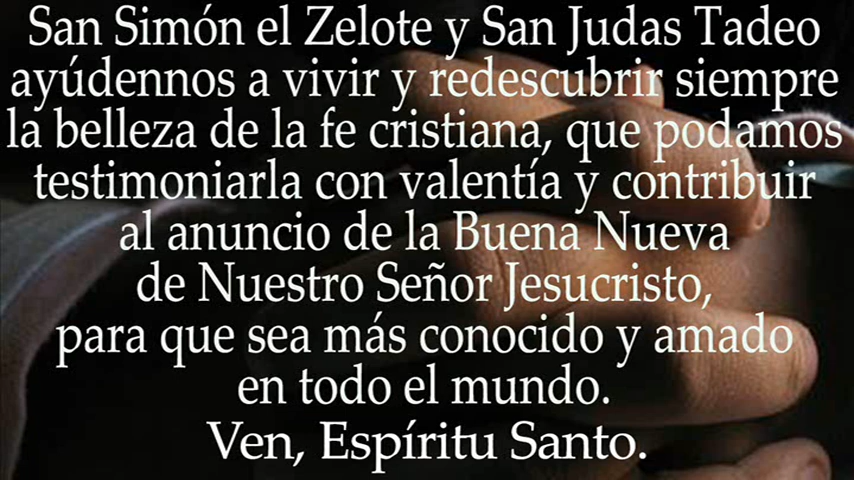 San Simón el Zelote y San Judas Tadeo
ayúdennos a vivir y redescubrir siempre
la belleza de la fe cristiana, que podamos
testimoniarla con valentía y contribuir
al anuncio de la Buena Nueva
de Nuestro Señor Jesucristo,
para que sea más conocido y amado
en todo el mundo.
Ven, Espíritu Santo.